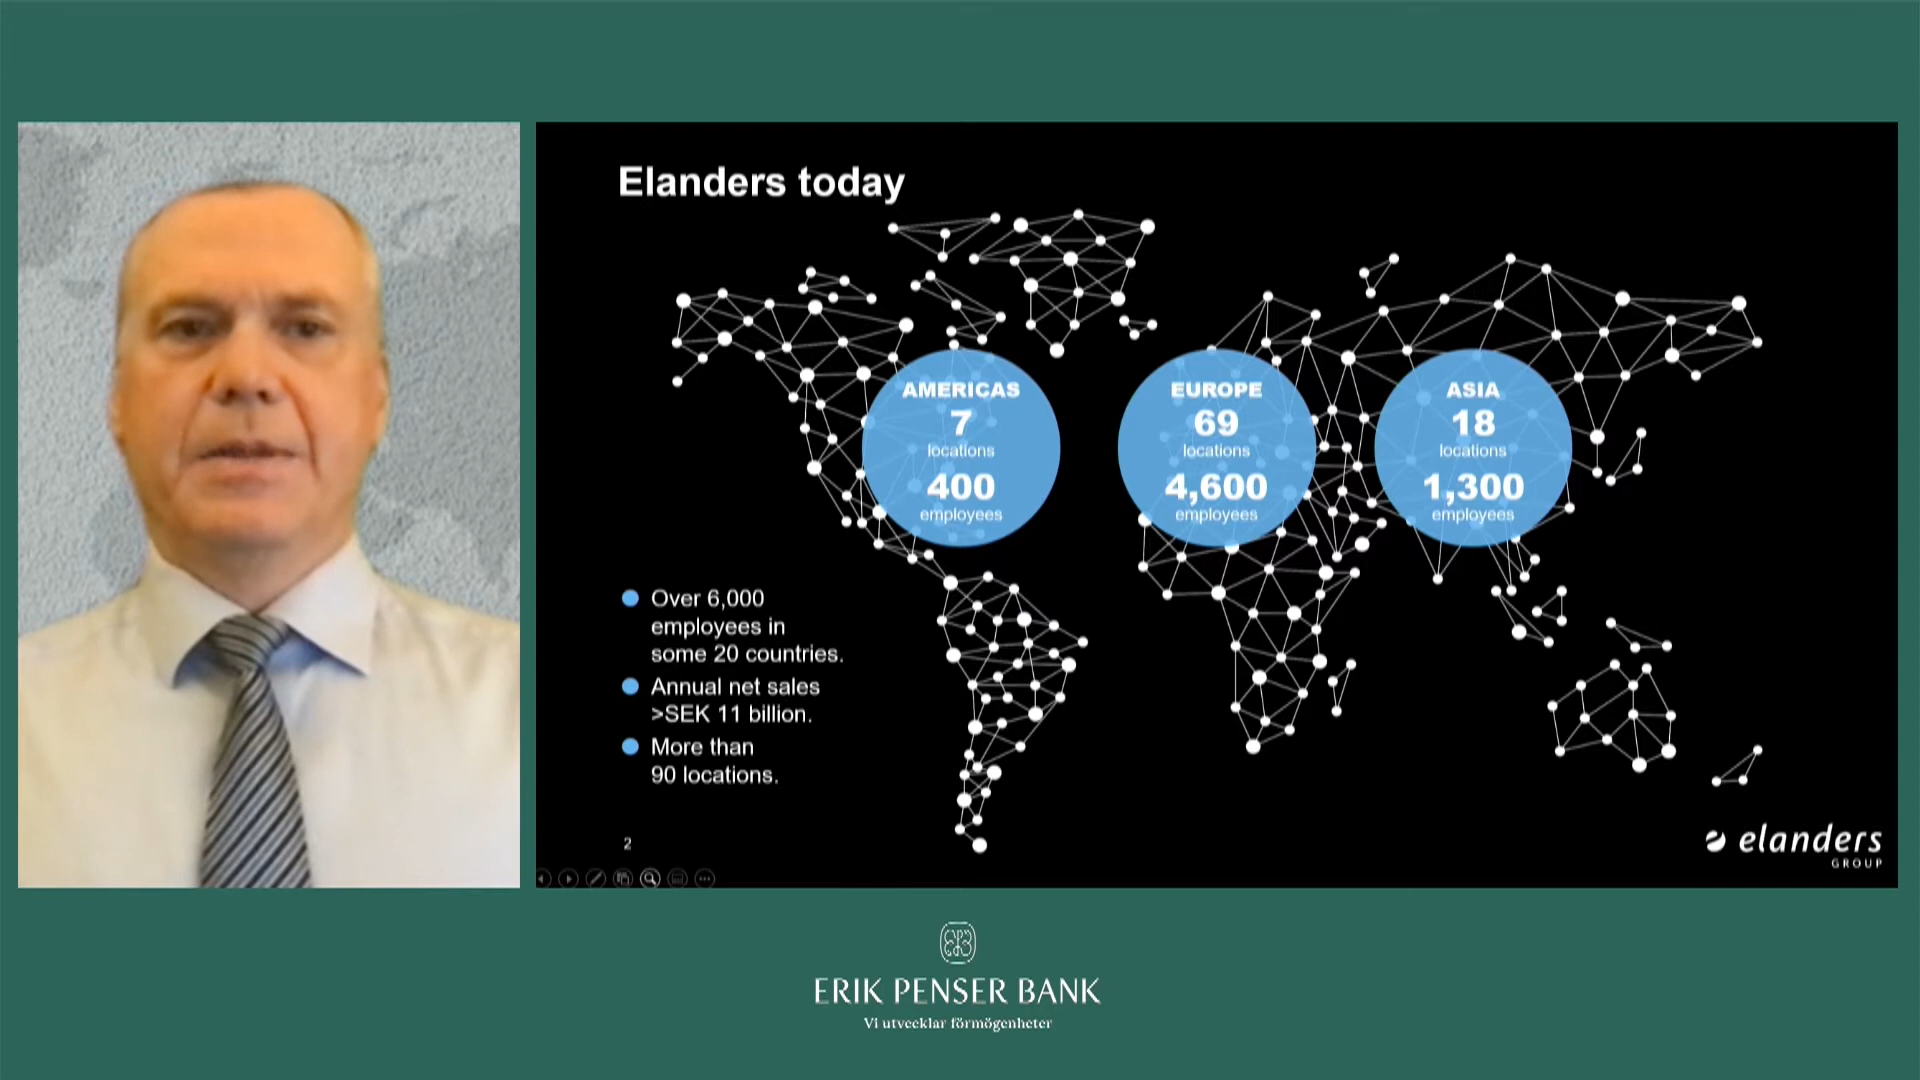 Elanders today
AMERICAS
7
locations
400
employees
EUROPE
69
locations
4,600
employees
ASIA
18
locations
1,300
employees
Over 6,000
employees in
some 20 countries.
Annual net sales
>SEK 11 billion.
More than
90 locations.
2
elanders
GROUP
ERIK PENSER BANK
Vi utvecklar förmögenheter